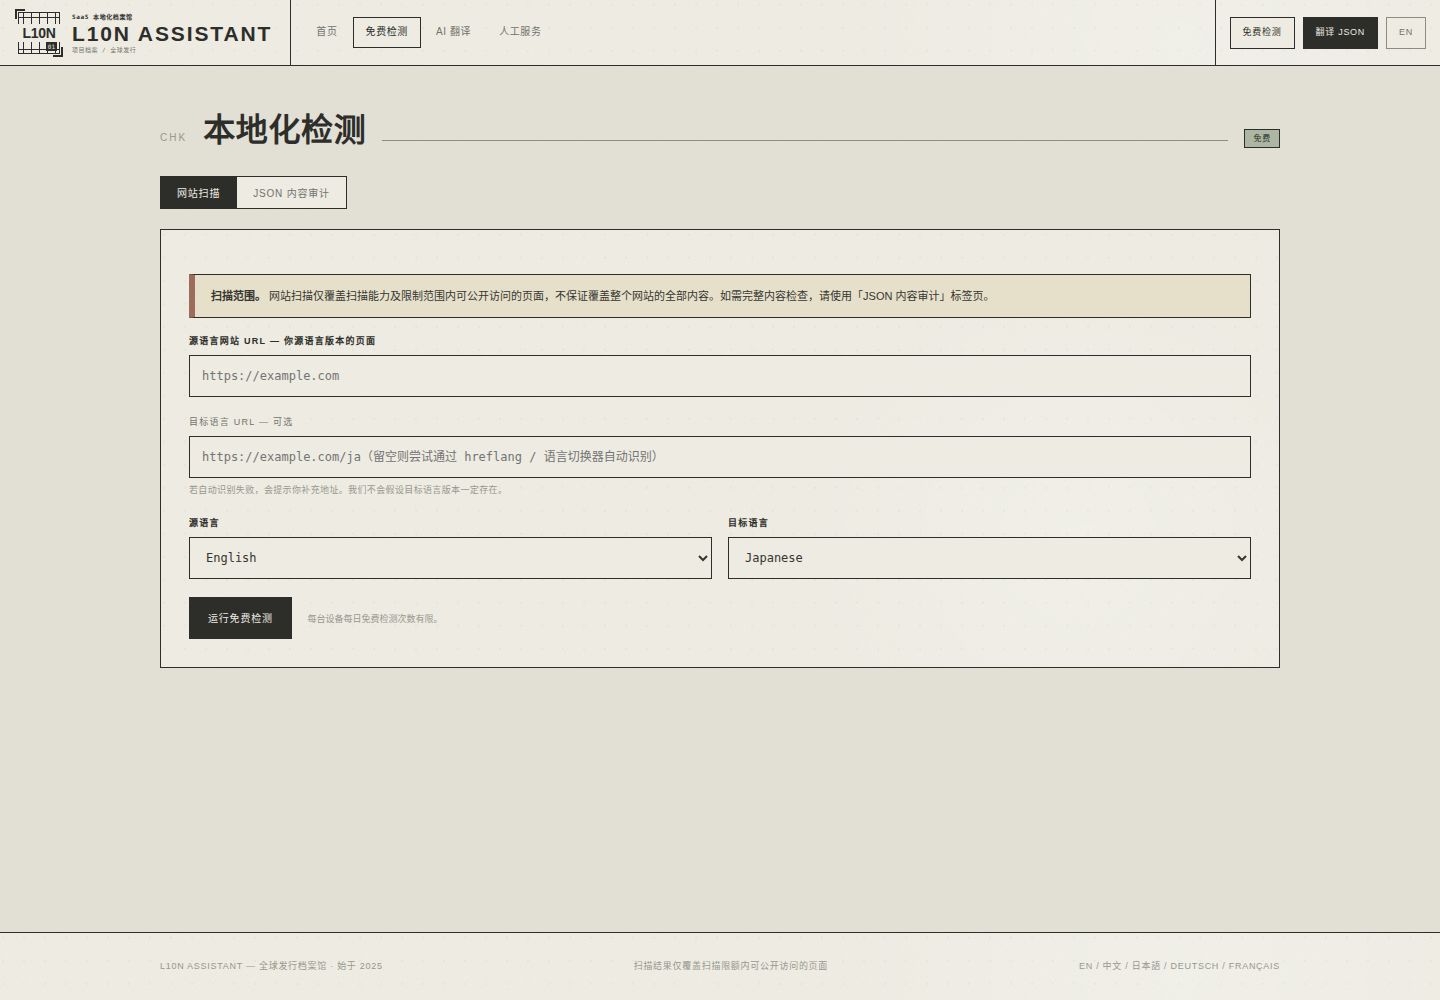 SaaS 本地化档案馆
L10N
L10N ASSISTANT
01
项目档案 / 全球发行
首页
免费检测
AI 翻译
人工服务
免费检测
翻译 JSON
EN
CHK
本地化检测
免费
网站扫描
JSON 内容审计
扫描范围。 网站扫描仅覆盖扫描能力及限制范围内可公开访问的页面，不保证覆盖整个网站的全部内容。如需完整内容检查，请使用「JSON 内容审计」标签页。
源语言网站 URL — 你源语言版本的页面
https://example.com
目标语言 URL — 可选
https://example.com/ja（留空则尝试通过 hreflang / 语言切换器自动识别）
若自动识别失败，会提示你补充地址。我们不会假设目标语言版本一定存在。
源语言
目标语言
English
Japanese
运行免费检测
每台设备每日免费检测次数有限。
L10N ASSISTANT — 全球发行档案馆 · 始于 2025
扫描结果仅覆盖扫描限额内可公开访问的页面
EN / 中文 / 日本語 / DEUTSCH / FRANÇAIS